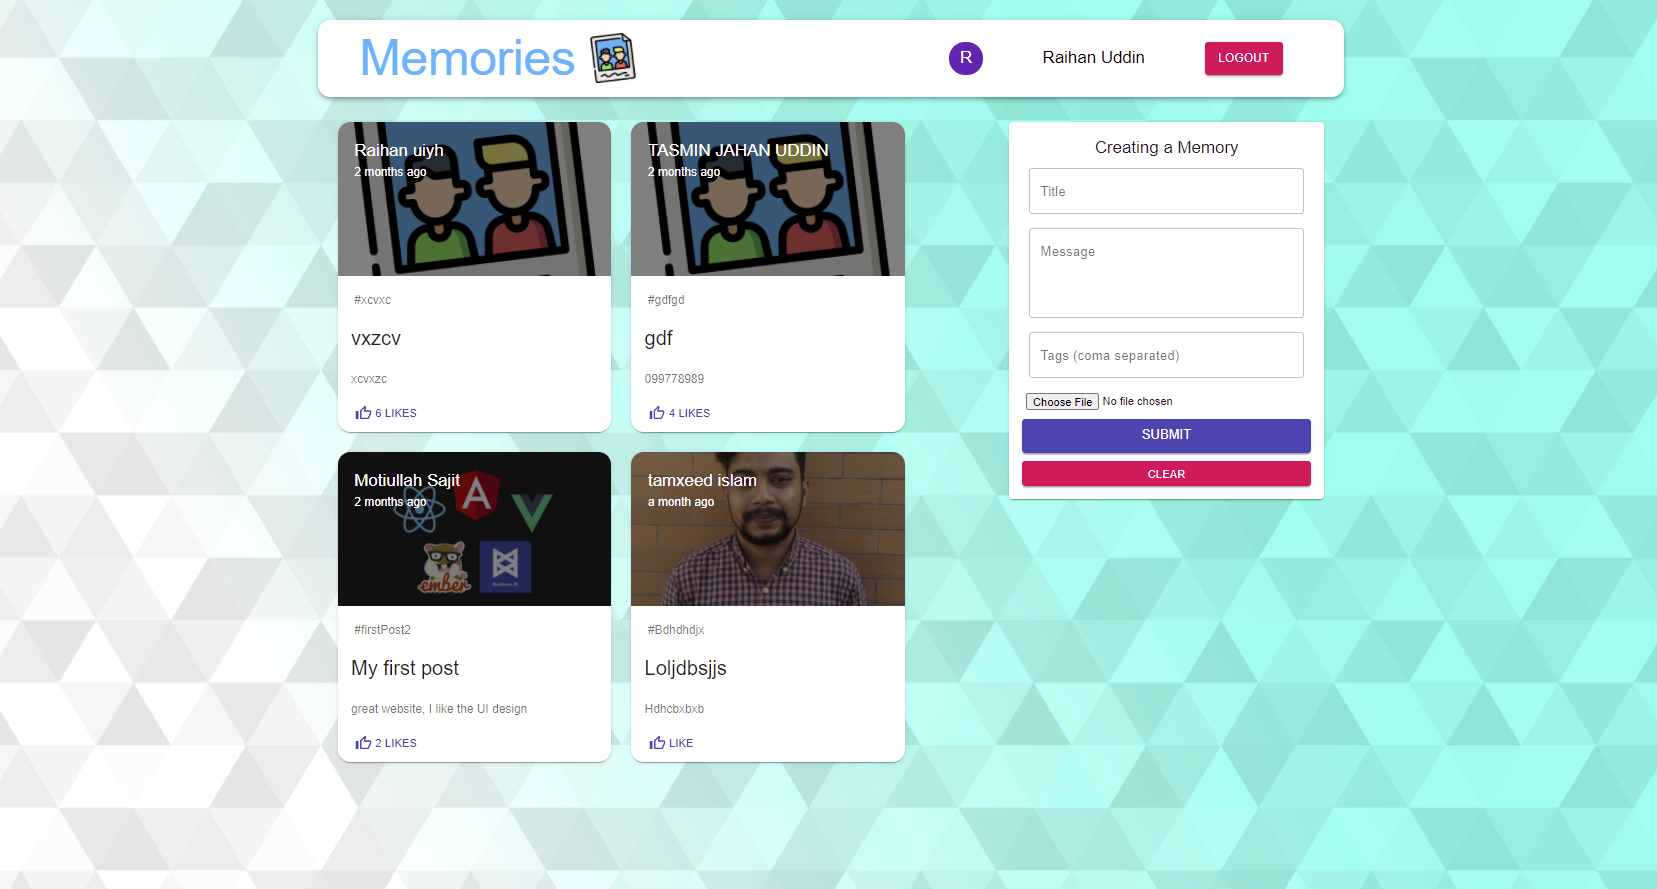 Memories
R
Raihan Uddin
LOGOUT
Raihan uiyh
2 months ago
#xcvxc
vxzcv
xcvxzc
6 LIKES
TASMIN JAHAN UDDIN
2 months ago
#gdfgd
gdf
099778989
4 LIKES
Motiullah Sajit
2 months ago
ember
#firstPost2
My first post
great website, I like the UI design
2 LIKES
tamxeed islam
a month ago
#Bdhdhdjx
Loljdbsjjs
Hdhcbxbxb
LIKE
Creating a Memory
Title
Message
Tags (coma separated)
Choose File No file chosen
SUBMIT
CLEAR